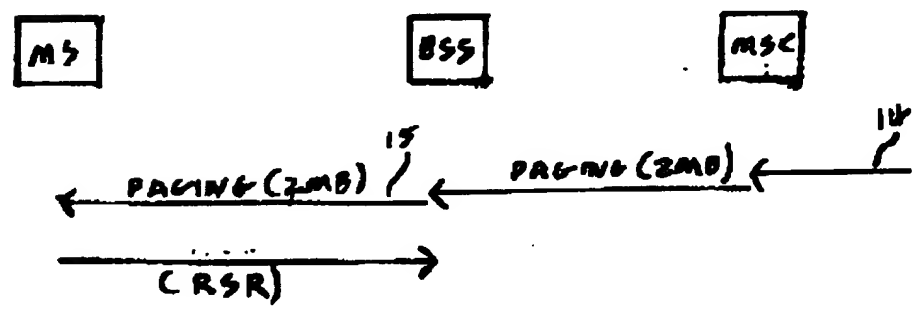 MS BSS MSC
14
15
PAGING (ZMB) PAGING (ZMB)
(RSR)